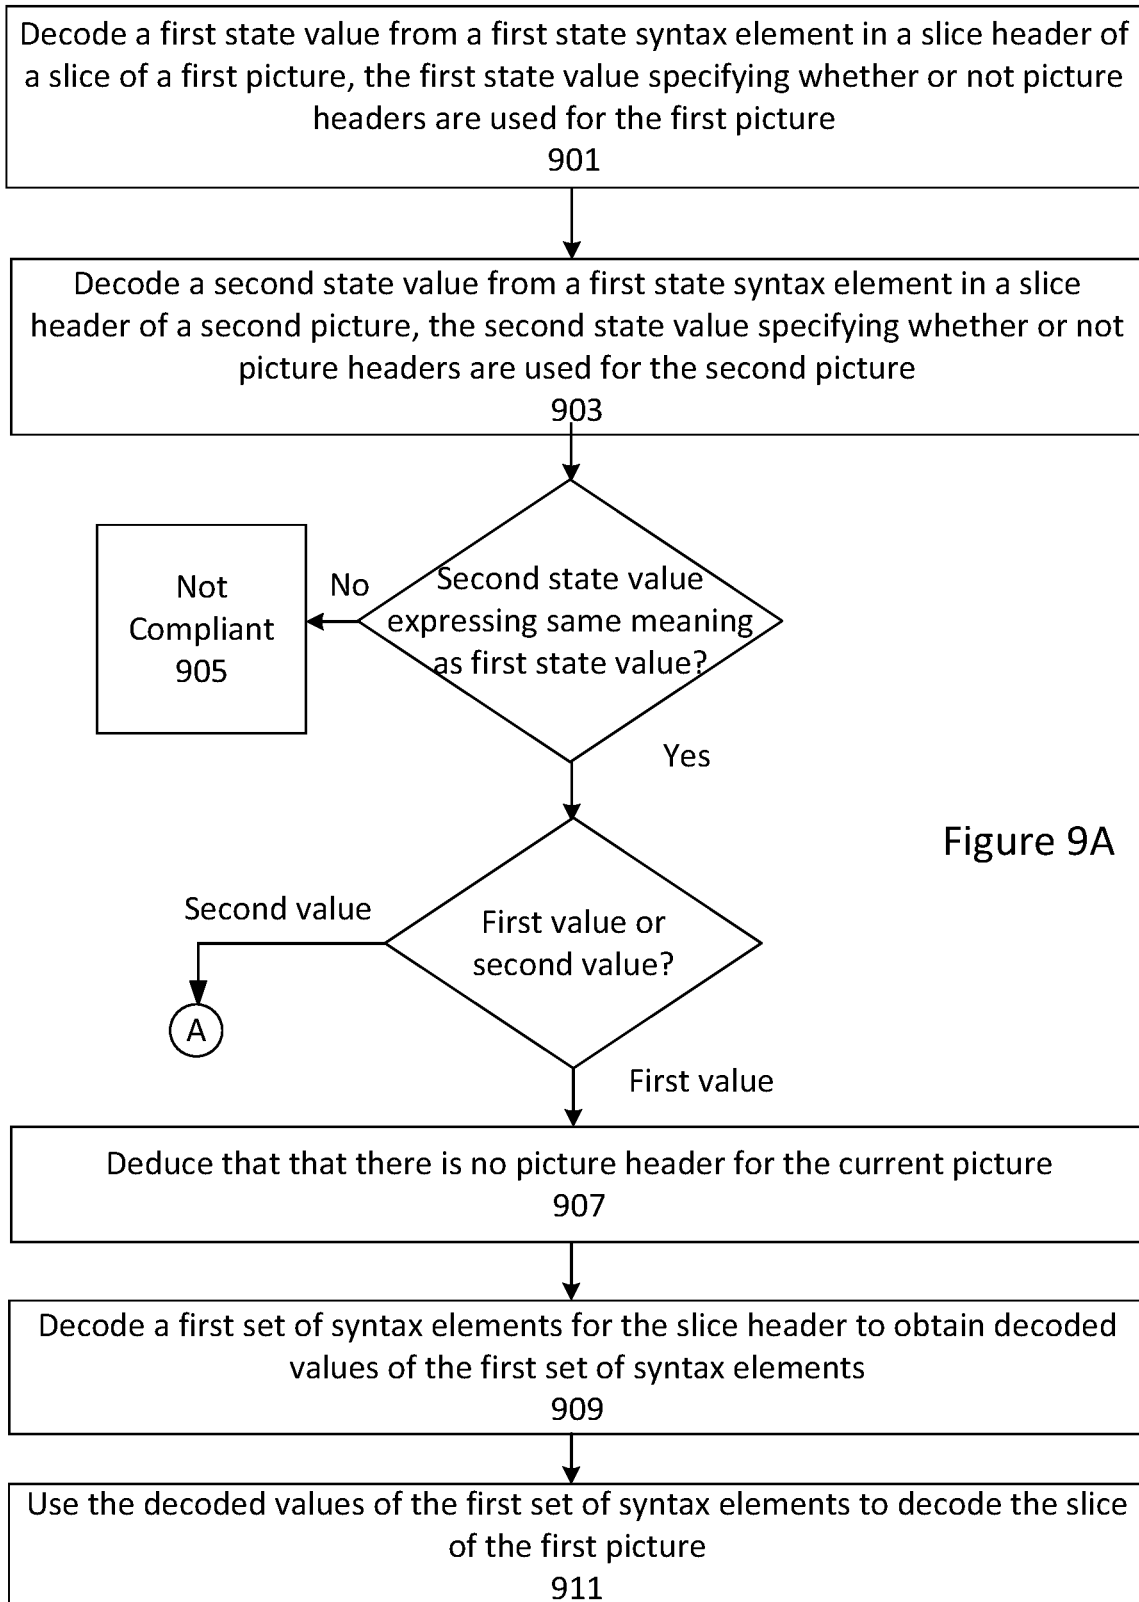 Decode a first state value from a first state syntax element in a slice header of
a slice of a first picture, the first state value specifying whether or not picture
headers are used for the first picture
901
Decode a second state value from a first state syntax element in a slice
header of a second picture, the second state value specifying whether or not
picture headers are used for the second picture
903
Not
Compliant
905
No
Second state value
expressing same meaning
as first state value?
Yes
Figure 9A
Second value
First value or
second value?
A
First value
Deduce that that there is no picture header for the current picture
907
Decode a first set of syntax elements for the slice header to obtain decoded
values of the first set of syntax elements
909
Use the decoded values of the first set of syntax elements to decode the slice
of the first picture
911